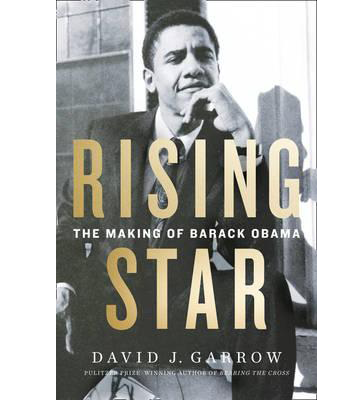 RISING
THE MAKING OF BARACK OBAMA
STAR
DAVID J. GARROW
PULITZER PRIZE–WINNING AUTHOR OF BEARING THE CROSS